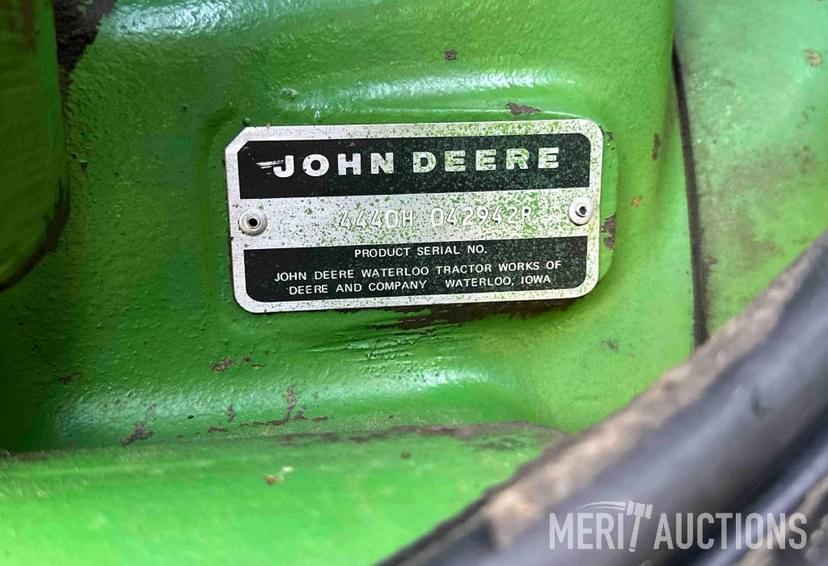 JOHN DEERE
4440H 042942R
PRODUCT SERIAL NO.
JOHN DEERE WATERLOO TRACTOR WORKS OF
DEERE AND COMPANY WATERLOO, IOWA
MERIT AUCTIONS